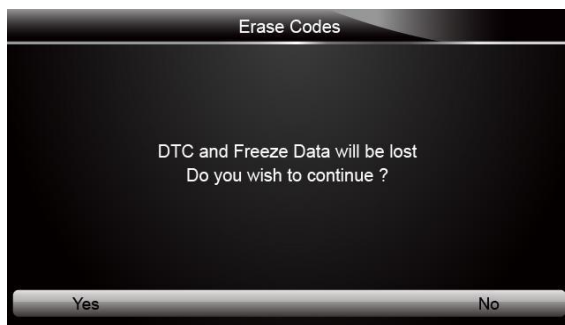 Erase Codes
DTC and Freeze Data will be lost
Do you wish to continue ?
Yes
No